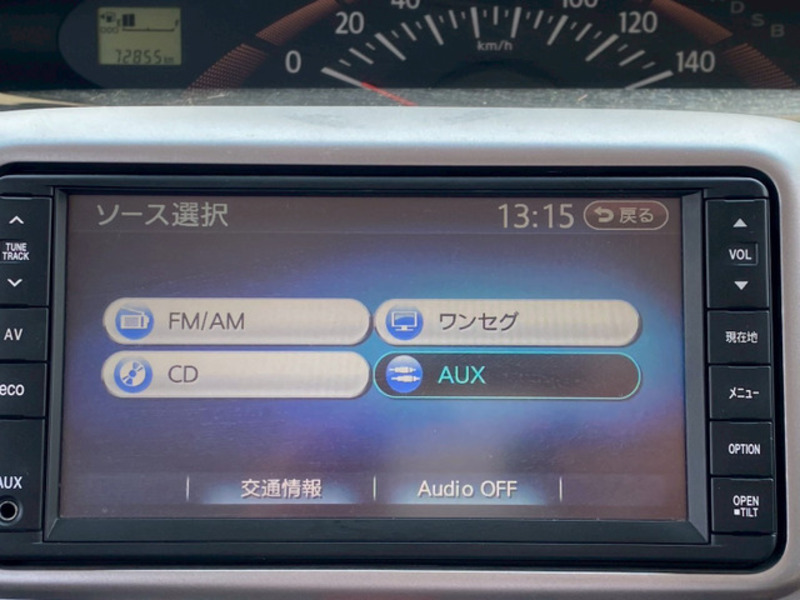 20 40 100 120
0 km/h 140
D
S
B
72855km
ソース選択 13:15 戻る
TUNE
TRACK
VOL
FM/AM ワンセグ
AV
現在地
CD AUX
eco
メニュー
OPTION
AUX
交通情報 Audio OFF
OPEN
■TILT